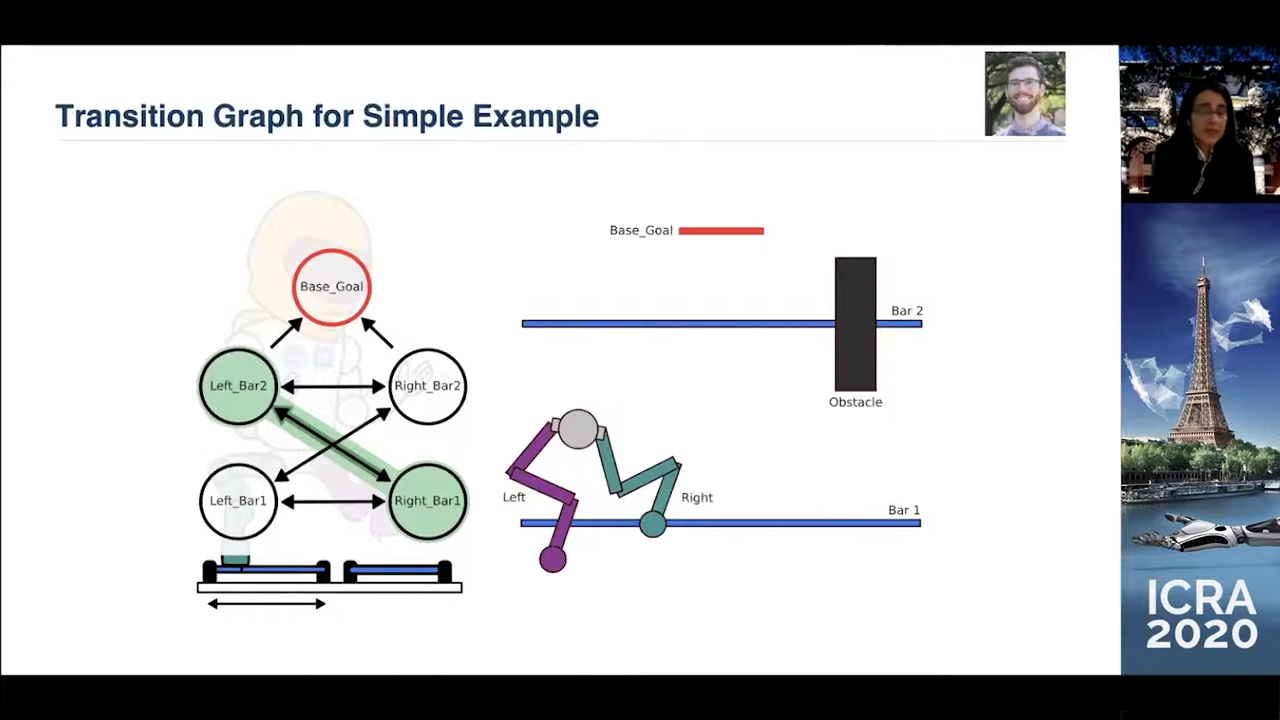 Transition Graph for Simple Example
Base_Goal
Left_Bar2
Right_Bar2
Left_Bar1
Right_Bar1
Base_Goal
Bar 2
Obstacle
Left
Right
Bar 1
ICRA
2020